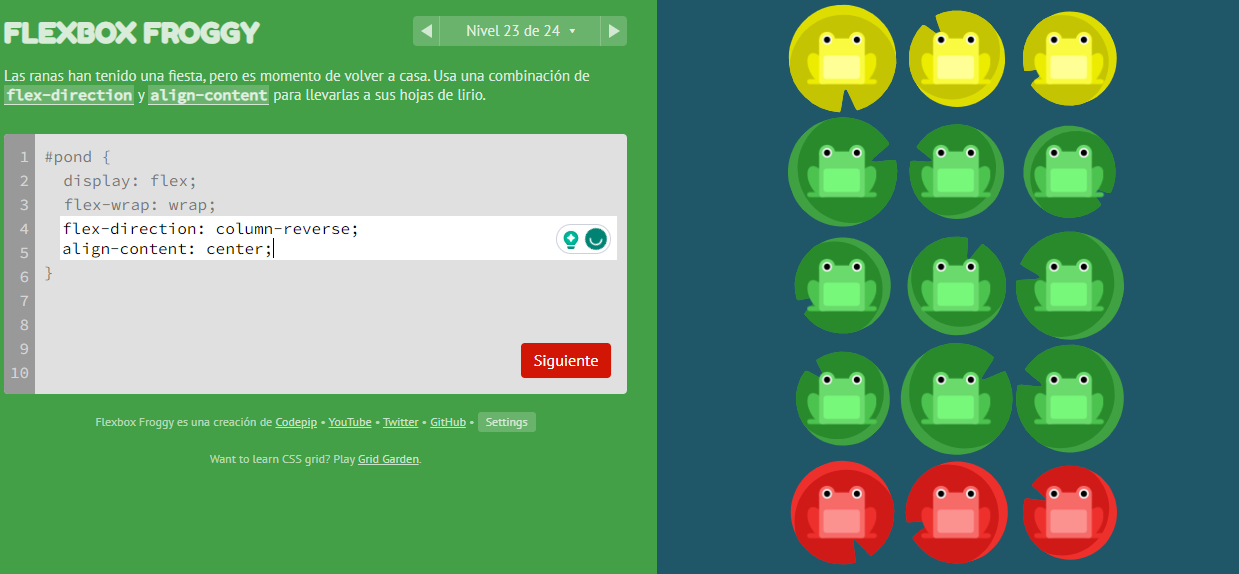 FLEXBOX FROGGY
◀ Nivel 23 de 24 ▾ ▶
Las ranas han tenido una fiesta, pero es momento de volver a casa. Usa una combinación de
flex-direction y align-content para llevarlas a sus hojas de lirio.
1 #pond {
2 display: flex;
3 flex-wrap: wrap;
4 flex-direction: column-reverse;
5 align-content: center;
6 }
7
8
9
10
Siguiente
Flexbox Froggy es una creación de Codepip • YouTube • Twitter • GitHub • Settings
Want to learn CSS grid? Play Grid Garden.